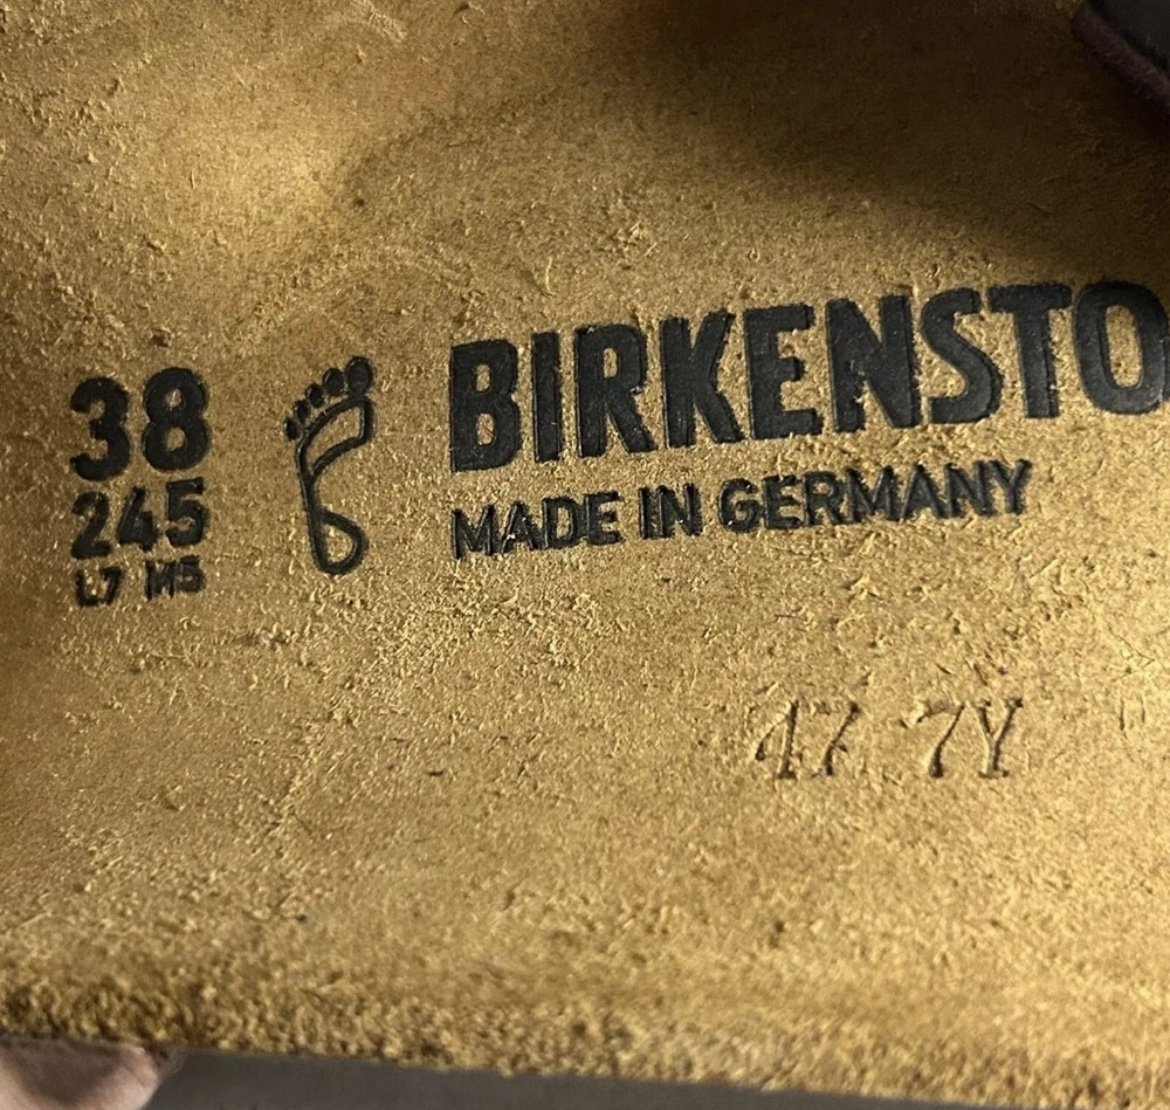 38
245
L7 M5
BIRKENSTO
MADE IN GERMANY
47 7Y